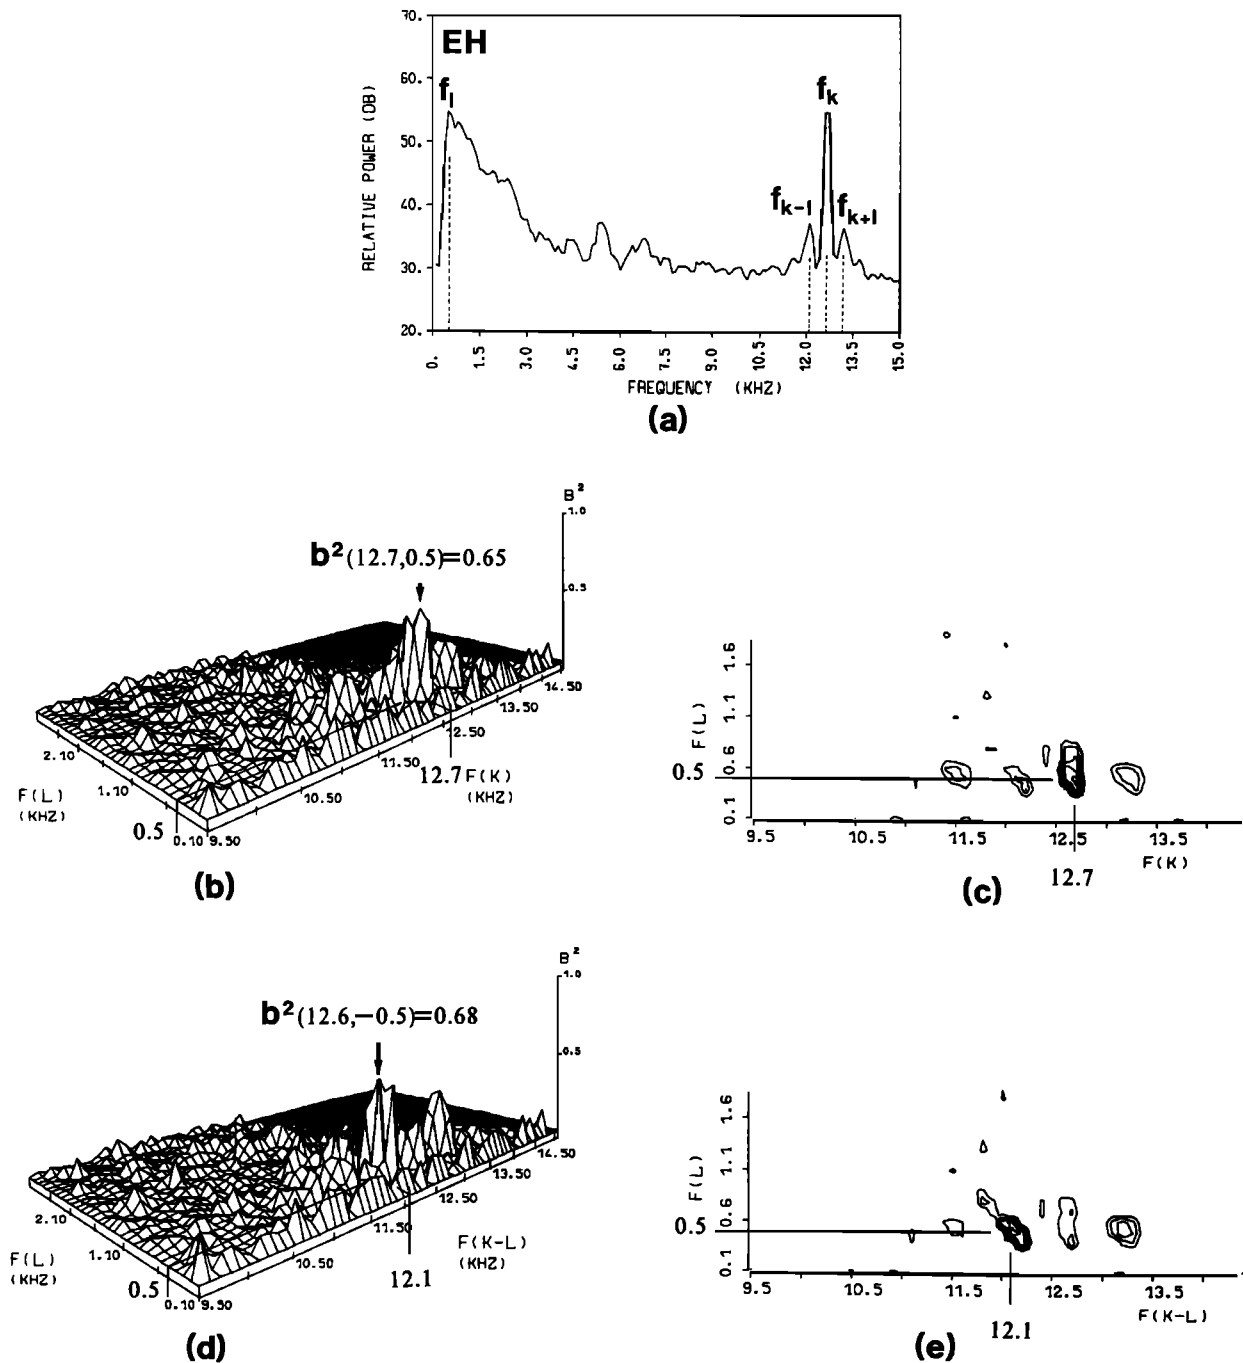 70.
60.
50.
40.
30.
20.
RELATIVE POWER (DB)
EH
fl
fk
fk-l
fk+l
0. 1.5 3.0 4.5 6.0 7.5 9.0 10.5 12.0 13.5 15.0
FREQUENCY (KHZ)
(a)
B²
1.0
0.5
b²(12.7,0.5)=0.65
14.50
13.50
12.50
11.50
10.50
9.50
12.7
F(K)
(KHZ)
2.10
1.10
0.10
F(L)
(KHZ)
0.5
(b)
1.6
1.1
0.6
0.1
F(L)
0.5
9.5 10.5 11.5 12.5 13.5
F(K)
12.7
(c)
B²
1.0
0.5
b²(12.6,−0.5)=0.68
14.50
13.50
12.50
11.50
10.50
9.50
F(K-L)
(KHZ)
12.1
2.10
1.10
0.10
F(L)
(KHZ)
0.5
(d)
1.6
1.1
0.6
0.1
F(L)
0.5
9.5 10.5 11.5 12.5 13.5
F(K-L)
12.1
(e)